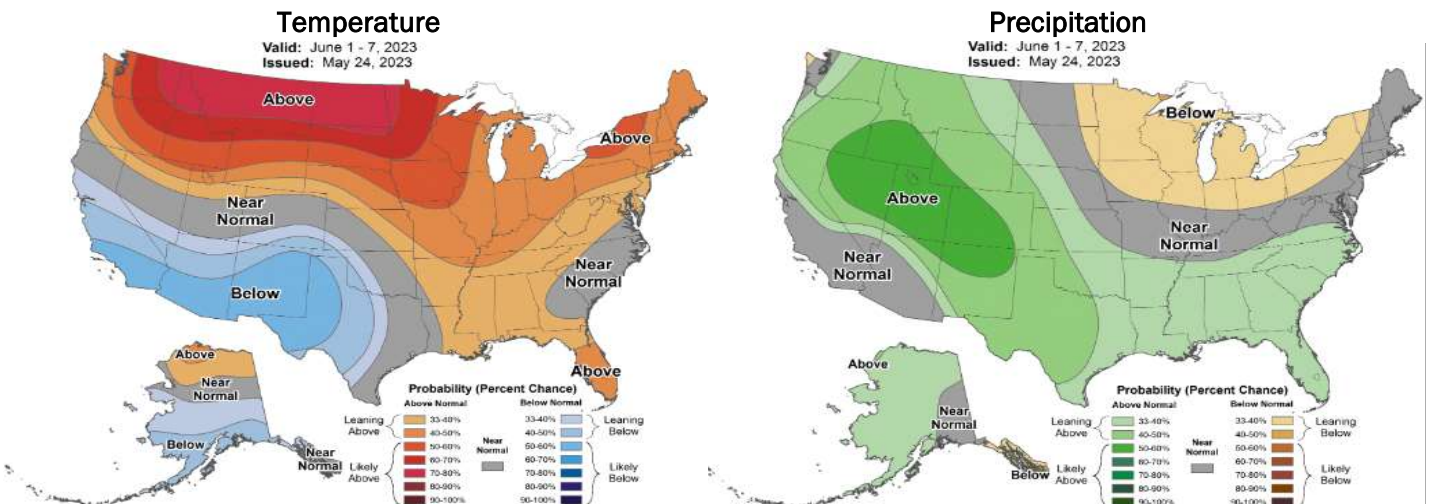 Temperature
Valid: June 1 - 7, 2023
Issued: May 24, 2023
Above
Above
Near
Normal
Near
Normal
Below
Above
Above
Near
Normal
Below
Near
Normal
Probability (Percent Chance)
Above Normal
Below Normal
Leaning
Above
33-40%
40-50%
50-60%
60-70%
70-80%
80-90%
90-100%
Likely
Above
Near
Normal
33-40%
40-50%
50-60%
60-70%
70-80%
80-90%
90-100%
Leaning
Below
Likely
Below
Precipitation
Valid: June 1 - 7, 2023
Issued: May 24, 2023
Below
Above
Near
Normal
Near
Normal
Above
Near
Normal
Below
Probability (Percent Chance)
Above Normal
Below Normal
Leaning
Above
33-40%
40-50%
50-60%
60-70%
70-80%
80-90%
90-100%
Likely
Above
Near
Normal
33-40%
40-50%
50-60%
60-70%
70-80%
80-90%
90-100%
Leaning
Below
Likely
Below